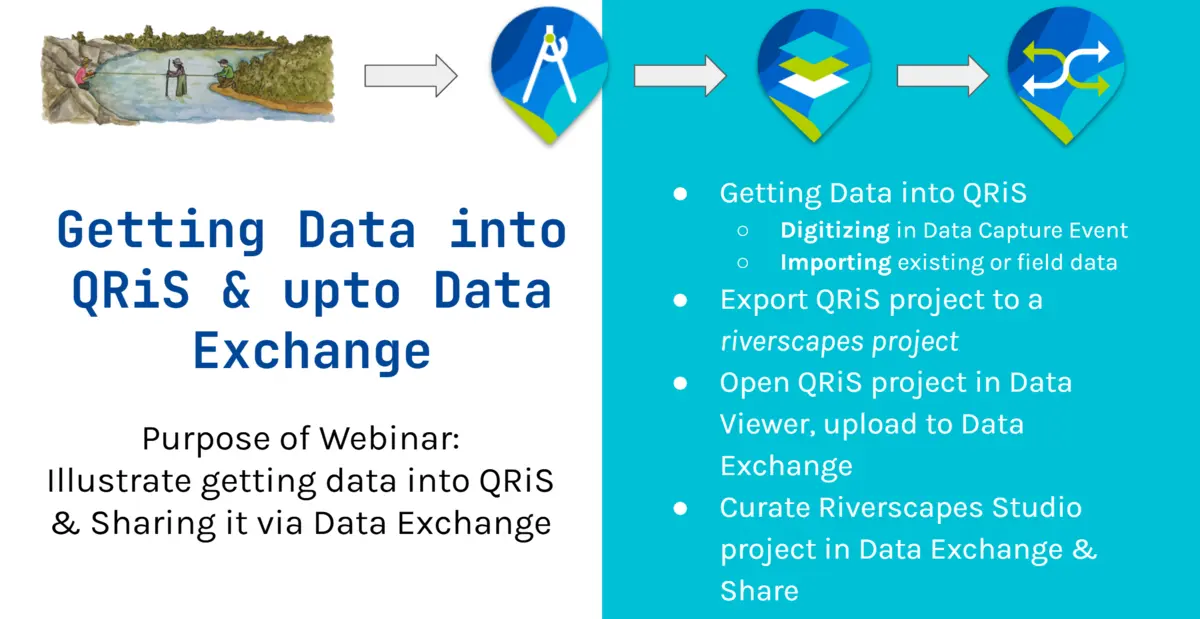 Getting Data into
QRiS & upto Data
Exchange
Purpose of Webinar:
Illustrate getting data into QRiS
& Sharing it via Data Exchange
● Getting Data into QRiS
○ Digitizing in Data Capture Event
○ Importing existing or field data
● Export QRiS project to a
riverscapes project
● Open QRiS project in Data
Viewer, upload to Data
Exchange
● Curate Riverscapes Studio
project in Data Exchange &
Share